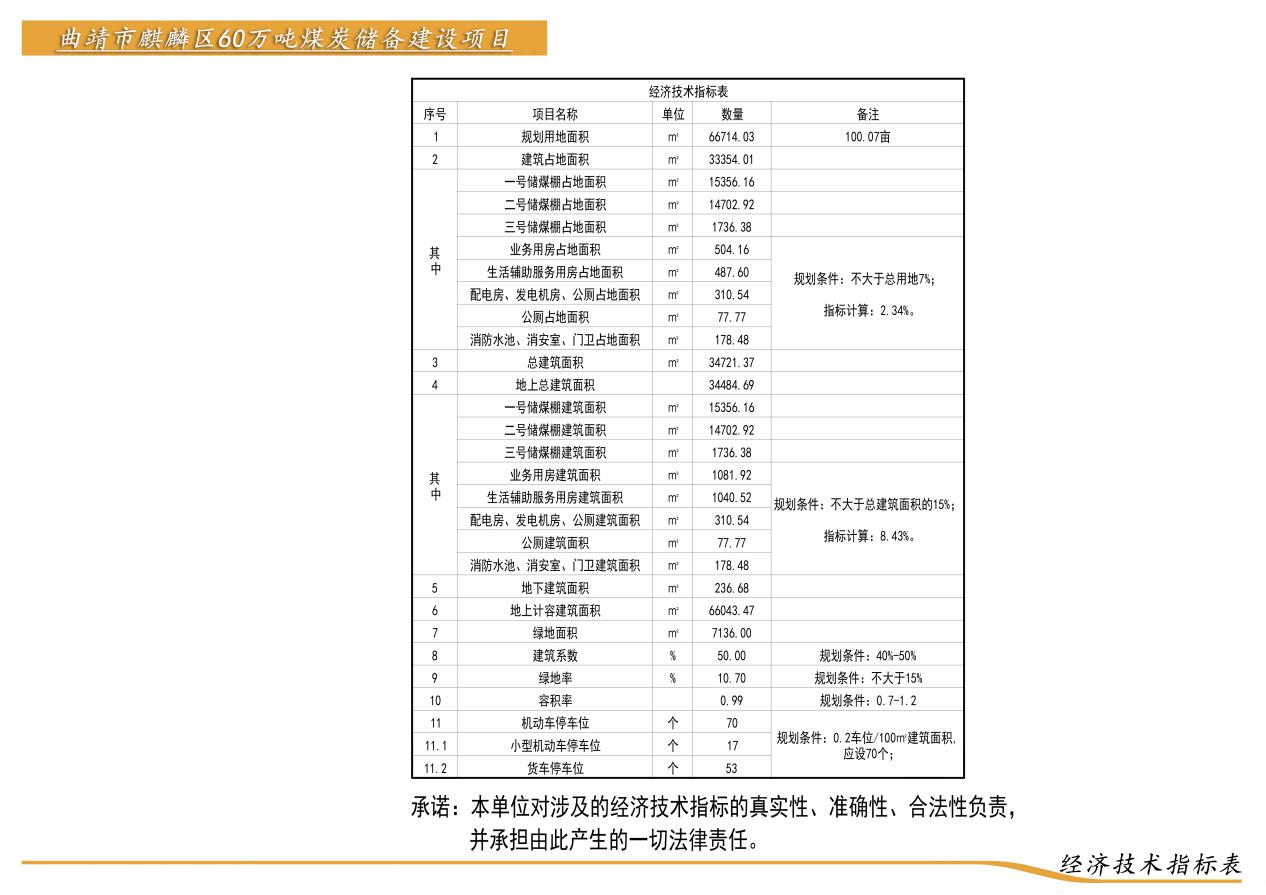 曲靖市麒麟区60万吨煤炭储备建设项目
经济技术指标表
序号 项目名称 单位 数量 备注
1 规划用地面积 ㎡ 66714.03 100.07亩
2 建筑占地面积 ㎡ 33354.01
其中
一号储煤棚占地面积 ㎡ 15356.16
二号储煤棚占地面积 ㎡ 14702.92
三号储煤棚占地面积 ㎡ 1736.38
业务用房占地面积 ㎡ 504.16
生活辅助服务用房占地面积 ㎡ 487.60
配电房、发电机房、公厕占地面积 ㎡ 310.54
公厕占地面积 ㎡ 77.77
消防水池、消安室、门卫占地面积 ㎡ 178.48
规划条件：不大于总用地7%；
指标计算：2.34%。
3 总建筑面积 ㎡ 34721.37
4 地上总建筑面积 34484.69
其中
一号储煤棚建筑面积 ㎡ 15356.16
二号储煤棚建筑面积 ㎡ 14702.92
三号储煤棚建筑面积 ㎡ 1736.38
业务用房建筑面积 ㎡ 1081.92
生活辅助服务用房建筑面积 ㎡ 1040.52
配电房、发电机房、公厕建筑面积 ㎡ 310.54
公厕建筑面积 ㎡ 77.77
消防水池、消安室、门卫建筑面积 ㎡ 178.48
规划条件：不大于总建筑面积的15%；
指标计算：8.43%。
5 地下建筑面积 ㎡ 236.68
6 地上计容建筑面积 ㎡ 66043.47
7 绿地面积 ㎡ 7136.00
8 建筑系数 % 50.00 规划条件：40%-50%
9 绿地率 % 10.70 规划条件：不大于15%
10 容积率 0.99 规划条件：0.7-1.2
11 机动车停车位 个 70
11.1 小型机动车停车位 个 17
11.2 货车停车位 个 53
规划条件：0.2车位/100㎡建筑面积,
应设70个；
承诺：本单位对涉及的经济技术指标的真实性、准确性、合法性负责，
并承担由此产生的一切法律责任。
经济技术指标表